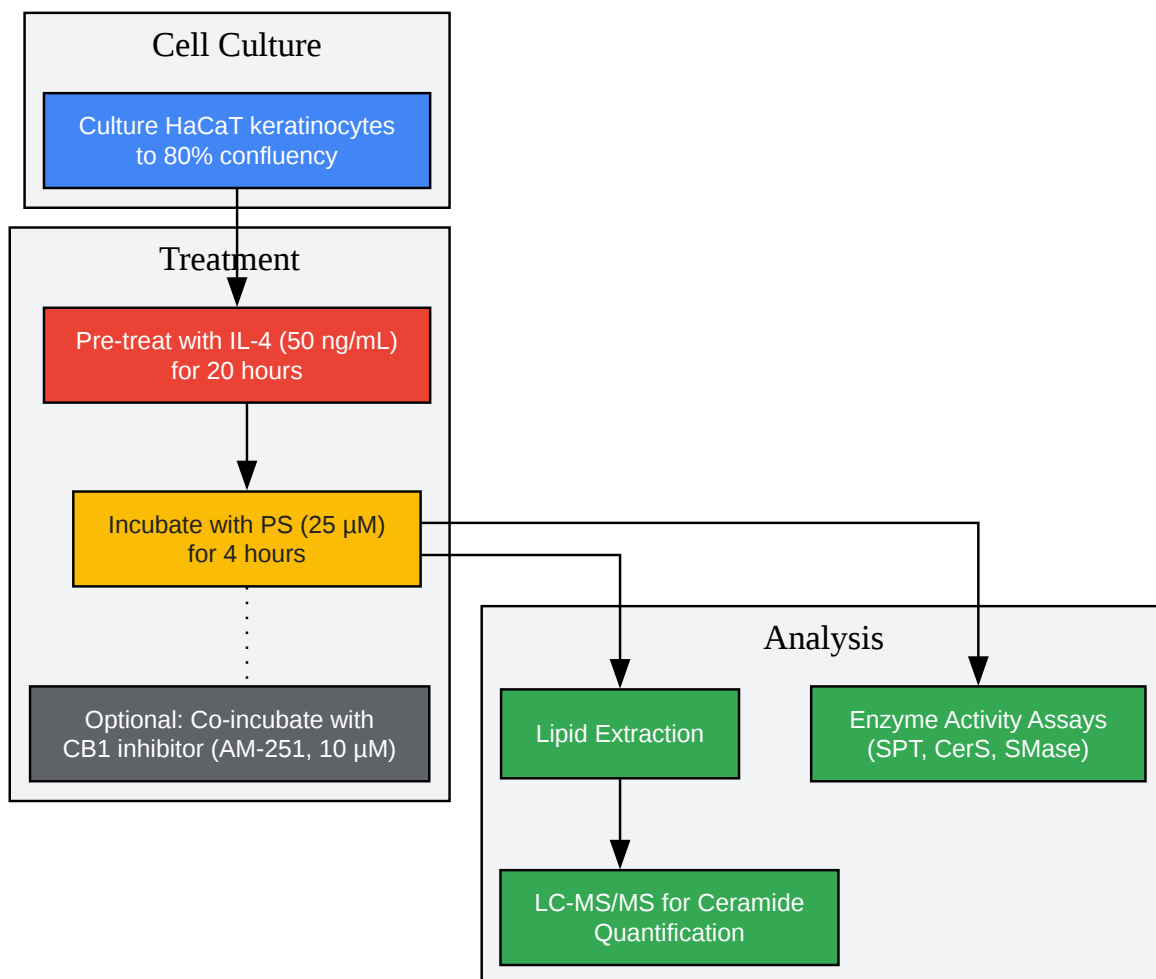 Cell Culture
Culture HaCaT keratinocytes
to 80% confluency
Treatment
Pre-treat with IL-4 (50 ng/mL)
for 20 hours
Incubate with PS (25 µM)
for 4 hours
Optional: Co-incubate with
CB1 inhibitor (AM-251, 10 µM)
Analysis
Lipid Extraction
Enzyme Activity Assays
(SPT, CerS, SMase)
LC-MS/MS for Ceramide
Quantification